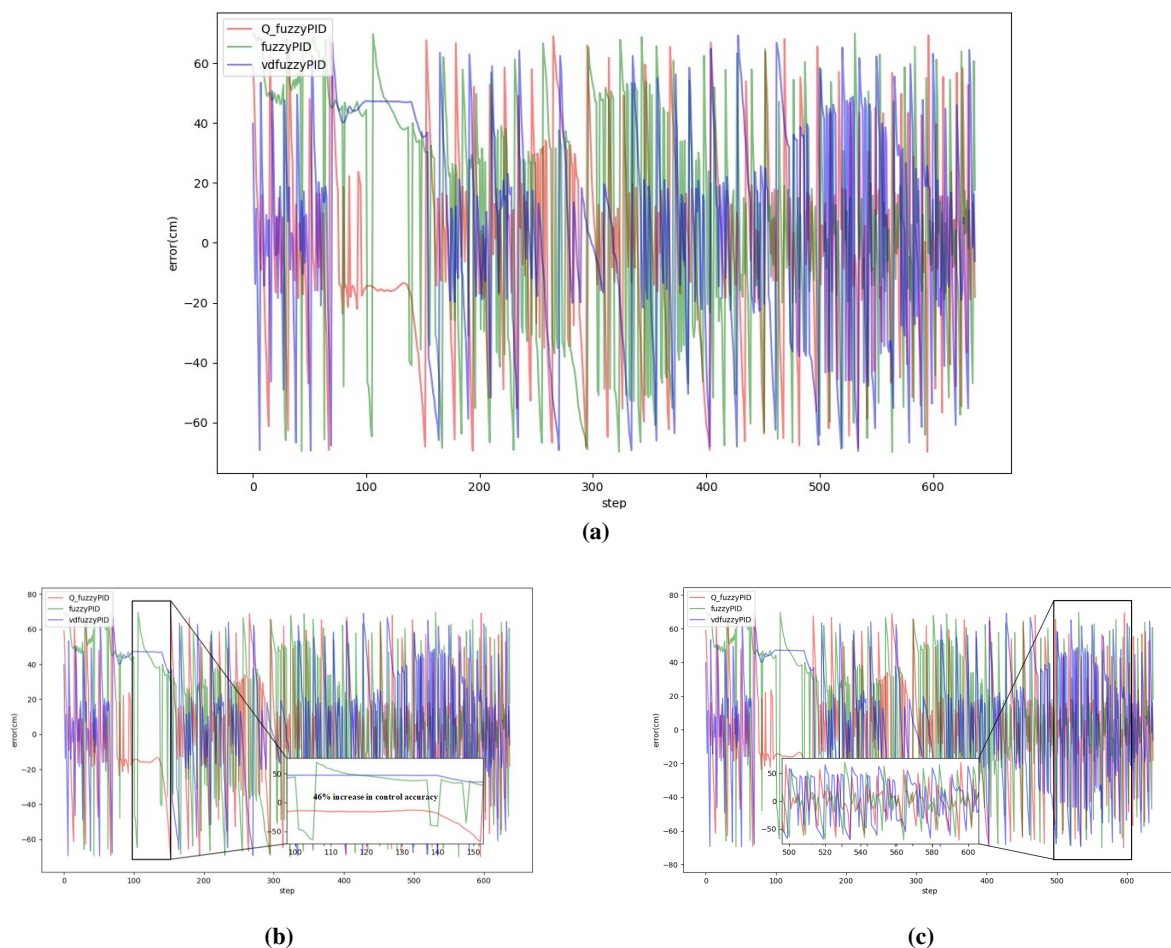 Q_fuzzyPID
fuzzyPID
vdfuzzyPID
60
40
20
0
-20
-40
-60
error(cm)
0 100 200 300 400 500 600
step
(a)
80
60
40
20
0
-20
-40
-60
error(cm)
Q_fuzzyPID
fuzzyPID
vdfuzzyPID
50
0
-50
46% increase in control accuracy
100 110 120 130 140 150
0 100 200 300 400 500 600
step
(b)
80
60
40
20
0
-20
-40
-60
-80
error(cm)
Q_fuzzyPID
fuzzyPID
vdfuzzyPID
50
0
-50
500 520 540 560 580 600
0 100 200 300 400 500 600
step
(c)